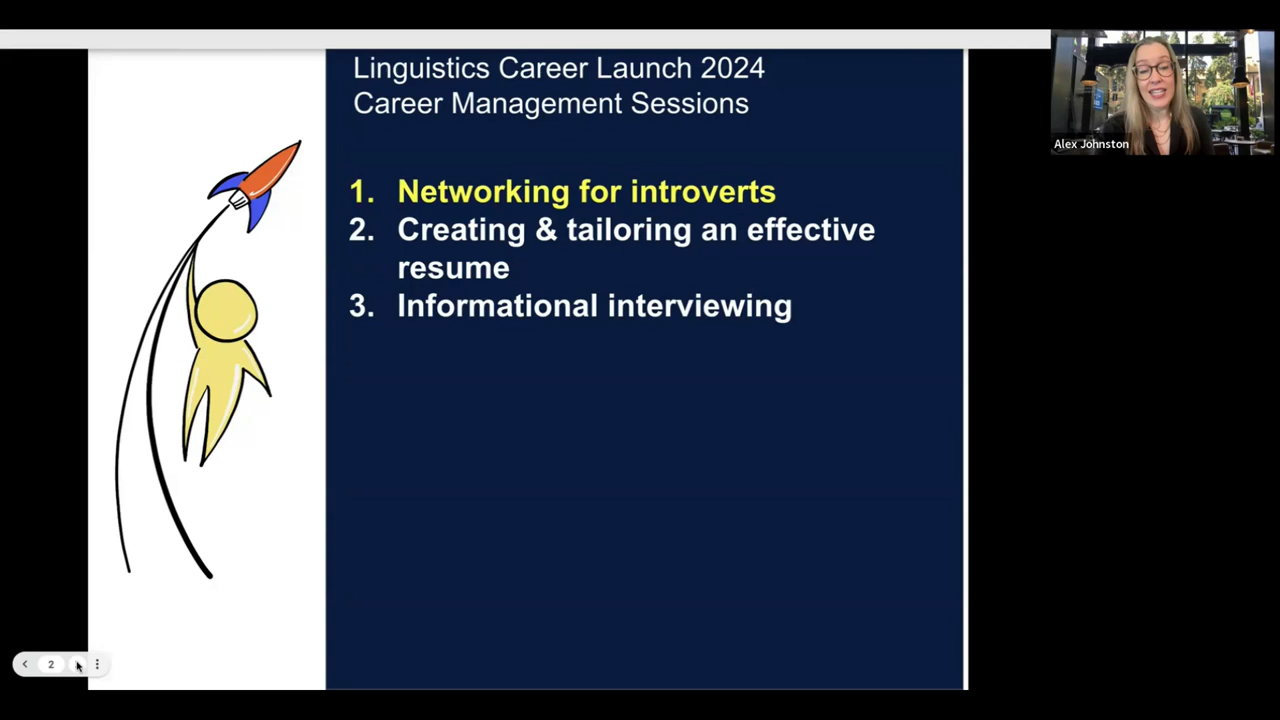 Linguistics Career Launch 2024
Career Management Sessions
1. Networking for introverts
2. Creating & tailoring an effective
resume
3. Informational interviewing
Alex Johnston
2